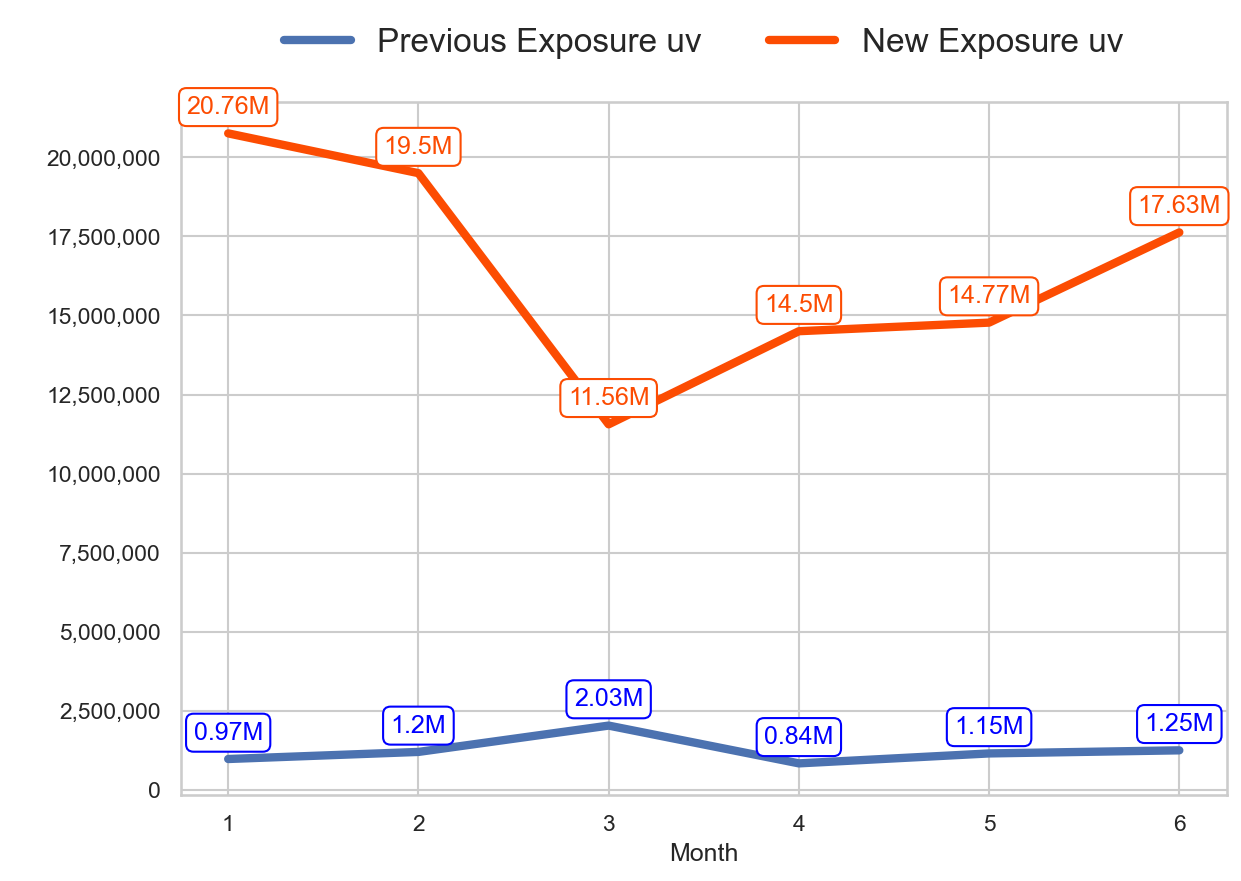 Previous Exposure uv New Exposure uv
20.76M
19.5M
20,000,000
17.63M
17,500,000
14.77M
14.5M
15,000,000
11.56M
12,500,000
10,000,000
7,500,000
5,000,000
2.03M
2,500,000
0.97M 1.2M 0.84M 1.15M 1.25M
0
1 2 3 4 5 6
Month